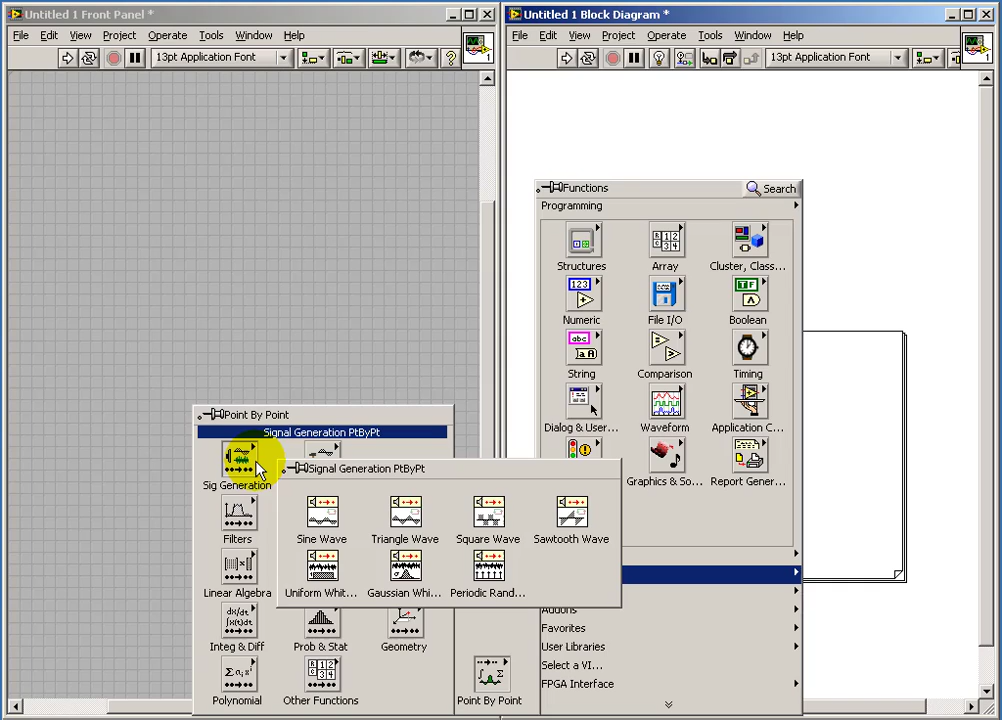 Untitled 1 Front Panel *
File Edit View Project Operate Tools Window Help
13pt Application Font
1
Untitled 1 Block Diagram *
File Edit View Project Operate Tools Window Help
13pt Application Font
1
Functions
Search
Programming
Structures Array Cluster, Class...
Numeric File I/O Boolean
String Comparison Timing
Dialog & User... Waveform Application C...
Graphics & So... Report Gener...
Addons
Favorites
User Libraries
Select a VI...
FPGA Interface
Point By Point
Signal Generation PtByPt
Sig Generation
Filters
Linear Algebra
Integ & Diff Prob & Stat Geometry
Polynomial Other Functions
Point By Point
Signal Generation PtByPt
Sine Wave Triangle Wave Square Wave Sawtooth Wave
Uniform Whit... Gaussian Whi... Periodic Rand...